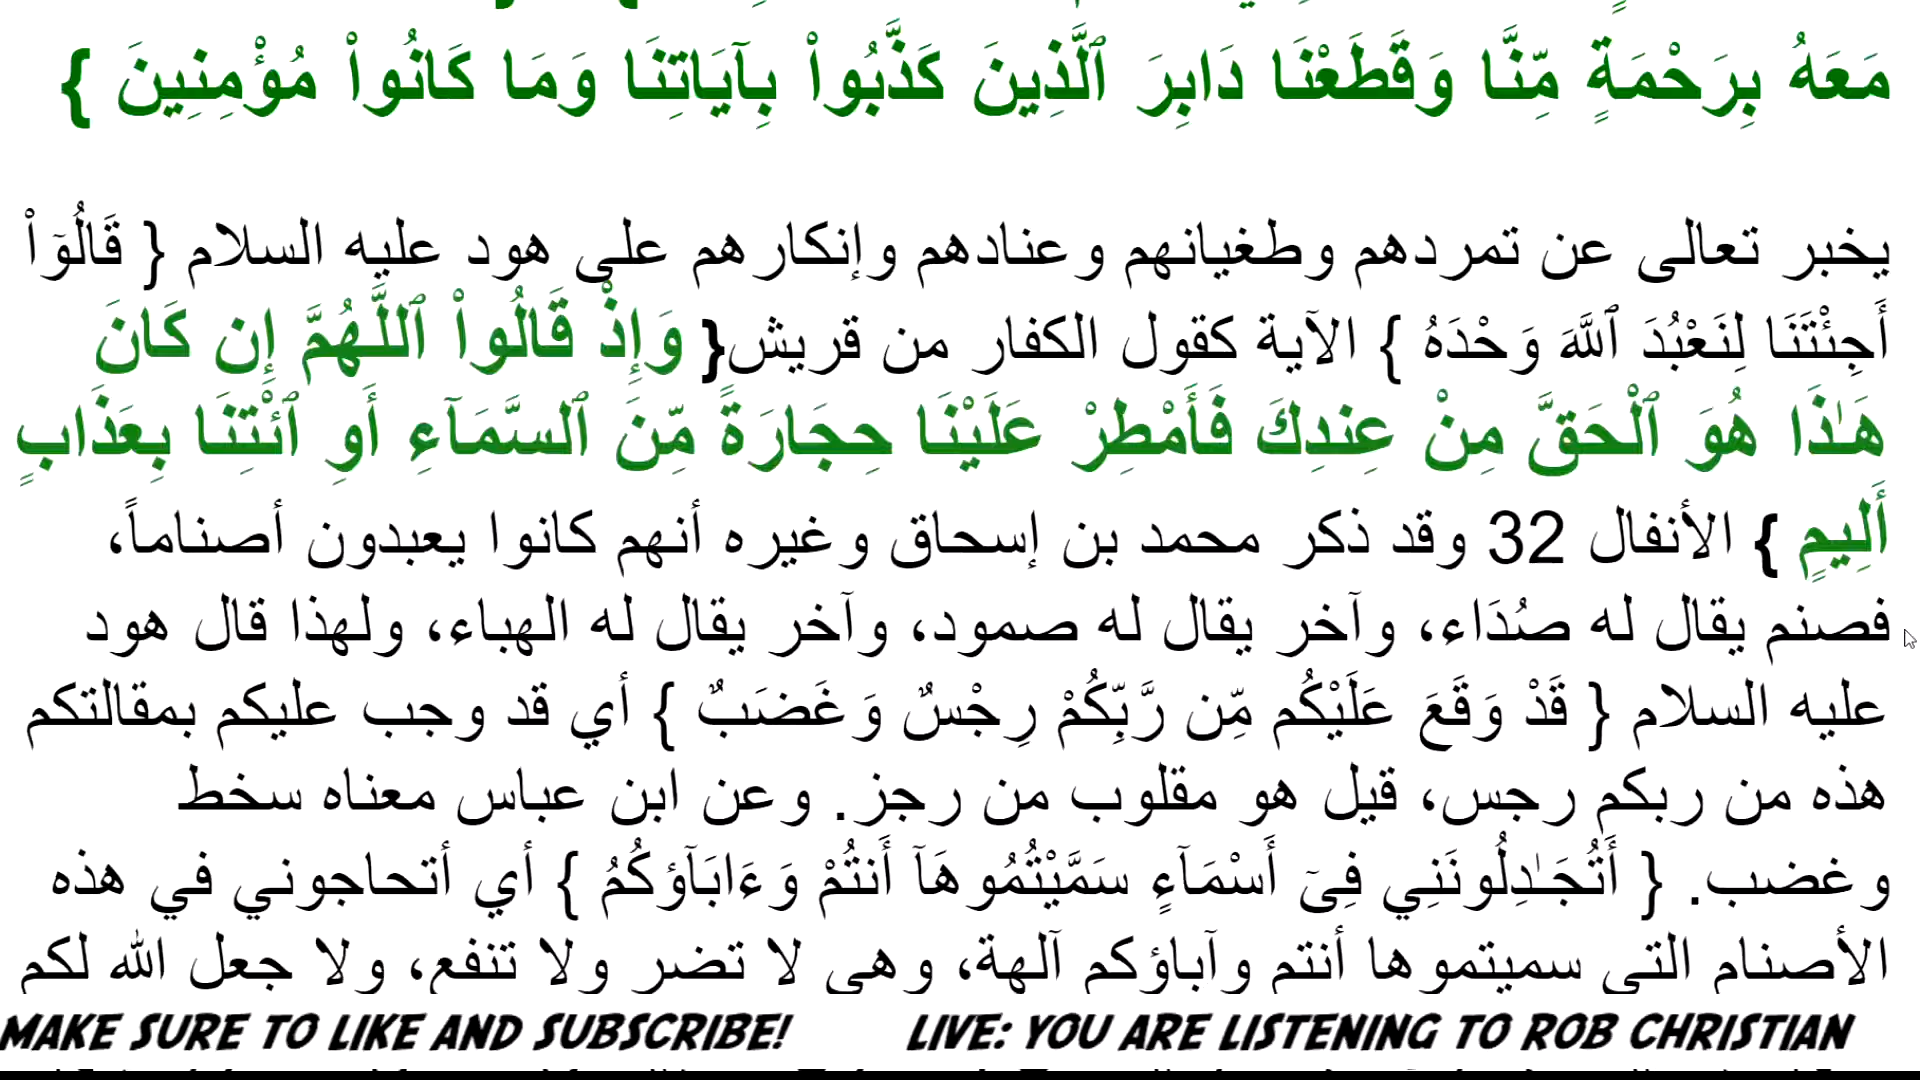 مَعَهُ بِرَحْمَةٍ مِّنَّا وَقَطَعْنَا دَابِرَ ٱلَّذِينَ كَذَّبُواْ بِآيَاتِنَا وَمَا كَانُواْ مُؤْمِنِينَ }
يخبر تعالى عن تمردهم وطغيانهم وعنادهم وإنكارهم على هود عليه السلام { قَالُوۤاْ
أَجِئْتَنَا لِنَعْبُدَ ٱللَّهَ وَحْدَهُ } الآية كقول الكفار من قريش{ وَإِذْ قَالُواْ ٱللَّهُمَّ إِن كَانَ
هَـٰذَا هُوَ ٱلْحَقَّ مِنْ عِندِكَ فَأَمْطِرْ عَلَيْنَا حِجَارَةً مِّنَ ٱلسَّمَآءِ أَوِ ٱئْتِنَا بِعَذَابٍ
أَلِيمٍ } الأنفال 32 وقد ذكر محمد بن إسحاق وغيره أنهم كانوا يعبدون أصناماً،
فصنم يقال له صُدَاء، وآخر يقال له صمود، وآخر يقال له الهباء، ولهذا قال هود
عليه السلام { قَدْ وَقَعَ عَلَيْكُم مِّن رَّبِّكُمْ رِجْسٌ وَغَضَبٌ } أي قد وجب عليكم بمقالتكم
هذه من ربكم رجس، قيل هو مقلوب من رجز. وعن ابن عباس معناه سخط
وغضب. { أَتُجَـٰدِلُونَنِي فِىۤ أَسْمَآءٍ سَمَّيْتُمُوهَآ أَنتُمْ وَءَابَآؤكُمُ } أي أتحاجوني في هذه
الأصنام التي سميتموها أنتم وآباؤكم آلهة، وهي لا تضر ولا تنفع، ولا جعل الله لكم
MAKE SURE TO LIKE AND SUBSCRIBE! LIVE: YOU ARE LISTENING TO ROB CHRISTIAN